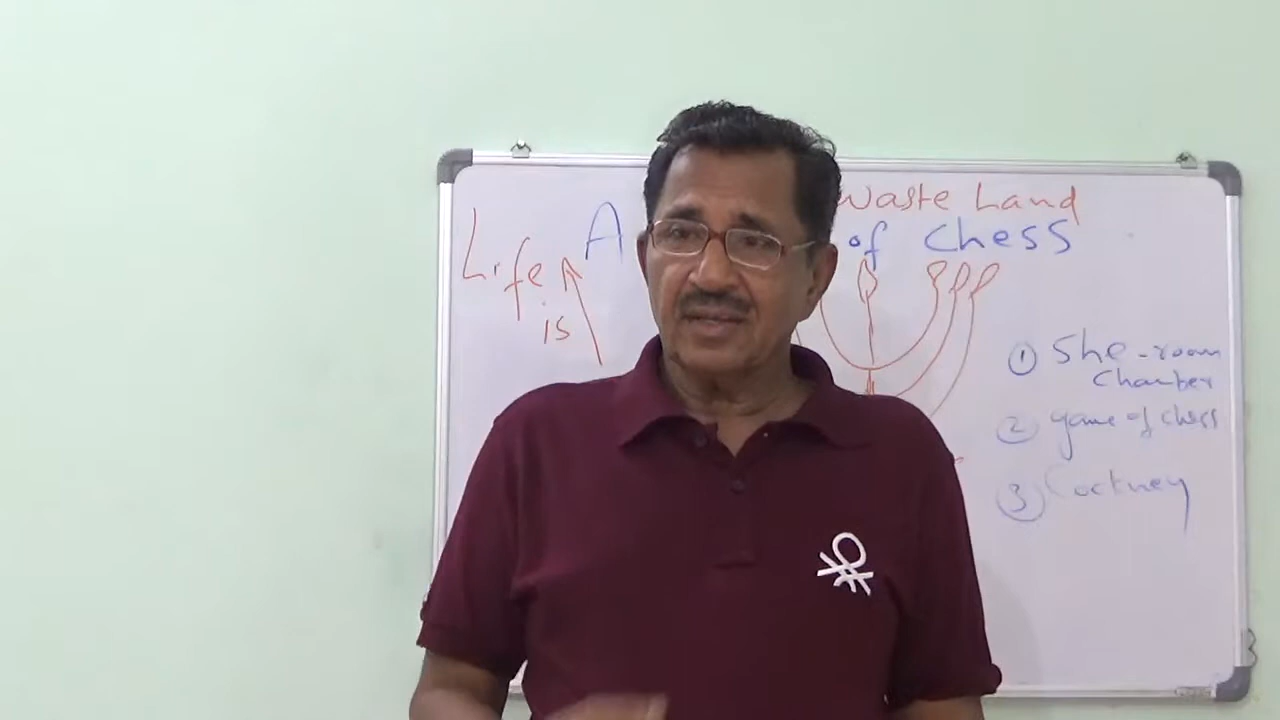 Waste Land
A of Chess
Life
is
1 She-room
Chamber
2 game of chess
3 Cockney